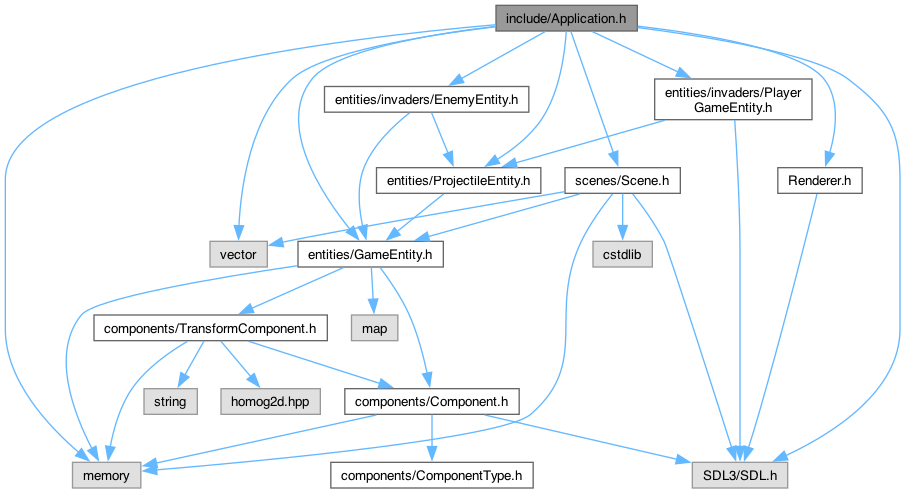 include/Application.h
entities/invaders/EnemyEntity.h
entities/invaders/Player
GameEntity.h
entities/ProjectileEntity.h
scenes/Scene.h
Renderer.h
vector
entities/GameEntity.h
cstdlib
components/TransformComponent.h
map
string
homog2d.hpp
components/Component.h
memory
components/ComponentType.h
SDL3/SDL.h